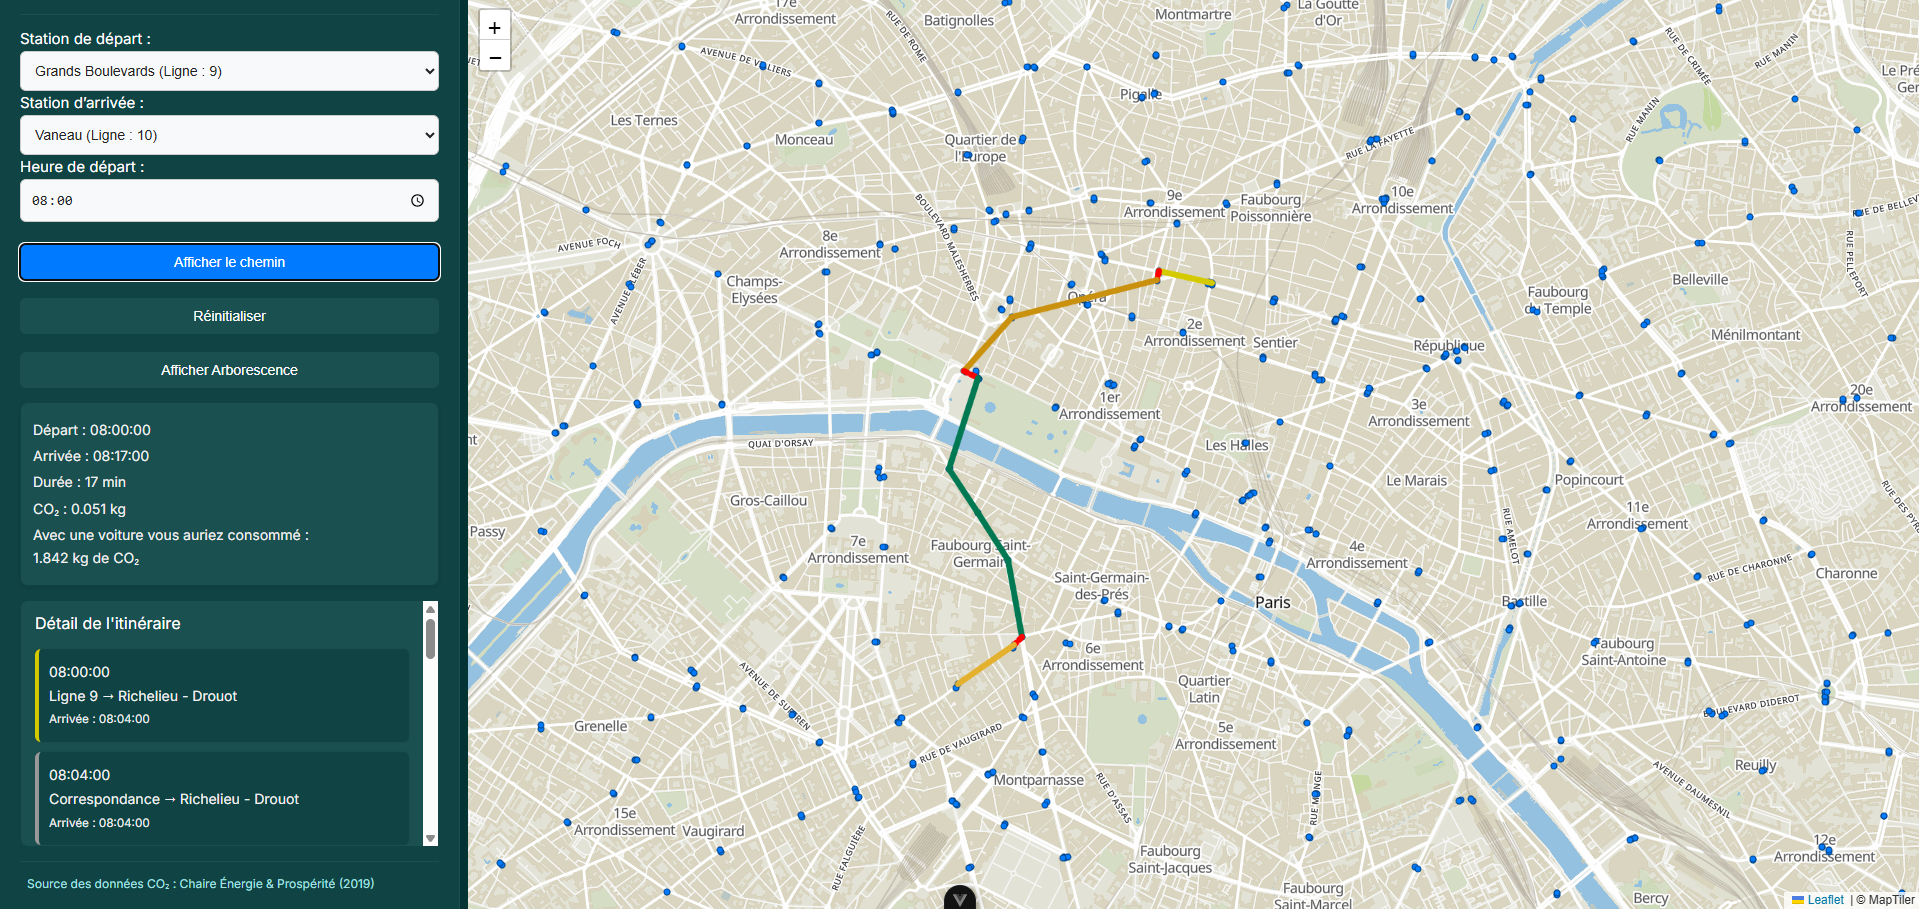 Station de départ :
Grands Boulevards (Ligne : 9)
Station d’arrivée :
Vaneau (Ligne : 10)
Heure de départ :
08:00
Afficher le chemin
Réinitialiser
Afficher Arborescence
Départ : 08:00:00
Arrivée : 08:17:00
Durée : 17 min
CO₂ : 0.051 kg
Avec une voiture vous auriez consommé :
1.842 kg de CO₂
Détail de l'itinéraire
08:00:00
Ligne 9 → Richelieu - Drouot
Arrivée : 08:04:00
08:04:00
Correspondance → Richelieu - Drouot
Arrivée : 08:04:00
Source des données CO₂ : Chaire Énergie & Prospérité (2019)
+
−
17e
Arrondissement
Batignolles
RUE DE ROME
Montmartre
La Goutte
d'Or
AVENUE DE VILLIERS
RUE DE CRIMÉE
RUE MANIN
Le Pré
Pigalle
Les Ternes
Monceau
Quartier de
l'Europe
RUE LA FAYETTE
RUE MANIN
9e
Arrondissement
Faubourg
Poissonnière
10e
Arrondissement
BOULEVARD MALESHERBES
AVENUE FOCH
8e
Arrondissement
AVENUE KLÉBER
Champs-
Elysées
Opéra
2e
Arrondissement
Sentier
République
Faubourg
du Temple
Belleville
RUE PELLEPORT
Ménilmontant
1er
Arrondissement
3e
Arrondissement
20e
Arrondissement
QUAI D'ORSAY
Les Halles
Le Marais
Popincourt
Gros-Caillou
Passy
11e
Arrondissement
RUE AMELOT
7e
Arrondissement
Faubourg Saint-
Germain
4e
Arrondissement
RUE DE CHARONNE
Charonne
Saint-Germain-
des-Prés
Paris
Bastille
6e
Arrondissement
Faubourg
Saint-Antoine
Quartier
Latin
AVENUE DE SUFFREN
Grenelle
RUE DE VAUGIRARD
5e
Arrondissement
BOULEVARD DIDEROT
Montparnasse
RUE D'ASSAS
RUE MONGE
Reuilly
AVENUE DAUMESNIL
15e
Arrondissement
Vaugirard
RUE FALGUIÈRE
Faubourg
Saint-Jacques
12e
Arrondissement
Faubourg
Saint-Marcel
Bercy
Leaflet | © MapTiler